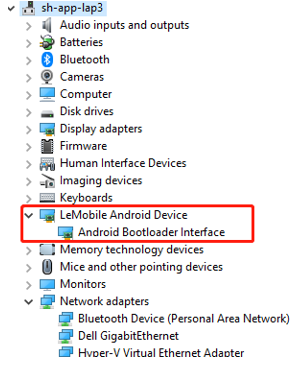 sh-app-lap3
Audio inputs and outputs
Batteries
Bluetooth
Cameras
Computer
Disk drives
Display adapters
Firmware
Human Interface Devices
Imaging devices
Keyboards
LeMobile Android Device
Android Bootloader Interface
Memory technology devices
Mice and other pointing devices
Monitors
Network adapters
Bluetooth Device (Personal Area Network)
Dell GigabitEthernet
Hyper-V Virtual Ethernet Adapter